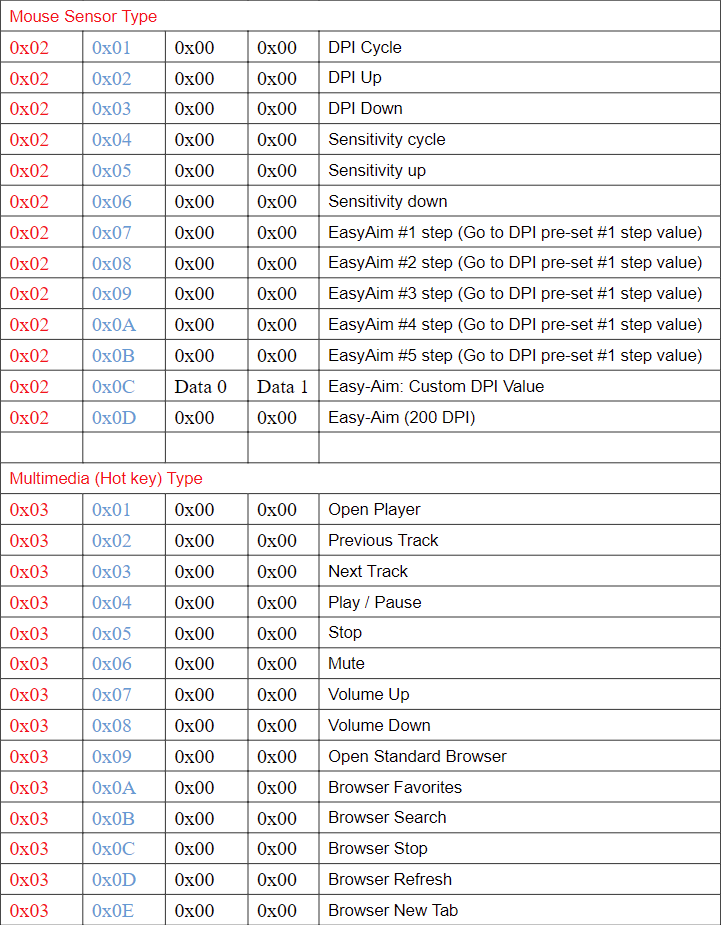 Mouse Sensor Type
0x02 0x01 0x00 0x00 DPI Cycle
0x02 0x02 0x00 0x00 DPI Up
0x02 0x03 0x00 0x00 DPI Down
0x02 0x04 0x00 0x00 Sensitivity cycle
0x02 0x05 0x00 0x00 Sensitivity up
0x02 0x06 0x00 0x00 Sensitivity down
0x02 0x07 0x00 0x00 EasyAim #1 step (Go to DPI pre-set #1 step value)
0x02 0x08 0x00 0x00 EasyAim #2 step (Go to DPI pre-set #1 step value)
0x02 0x09 0x00 0x00 EasyAim #3 step (Go to DPI pre-set #1 step value)
0x02 0x0A 0x00 0x00 EasyAim #4 step (Go to DPI pre-set #1 step value)
0x02 0x0B 0x00 0x00 EasyAim #5 step (Go to DPI pre-set #1 step value)
0x02 0x0C Data 0 Data 1 Easy-Aim: Custom DPI Value
0x02 0x0D 0x00 0x00 Easy-Aim (200 DPI)
Multimedia (Hot key) Type
0x03 0x01 0x00 0x00 Open Player
0x03 0x02 0x00 0x00 Previous Track
0x03 0x03 0x00 0x00 Next Track
0x03 0x04 0x00 0x00 Play / Pause
0x03 0x05 0x00 0x00 Stop
0x03 0x06 0x00 0x00 Mute
0x03 0x07 0x00 0x00 Volume Up
0x03 0x08 0x00 0x00 Volume Down
0x03 0x09 0x00 0x00 Open Standard Browser
0x03 0x0A 0x00 0x00 Browser Favorites
0x03 0x0B 0x00 0x00 Browser Search
0x03 0x0C 0x00 0x00 Browser Stop
0x03 0x0D 0x00 0x00 Browser Refresh
0x03 0x0E 0x00 0x00 Browser New Tab